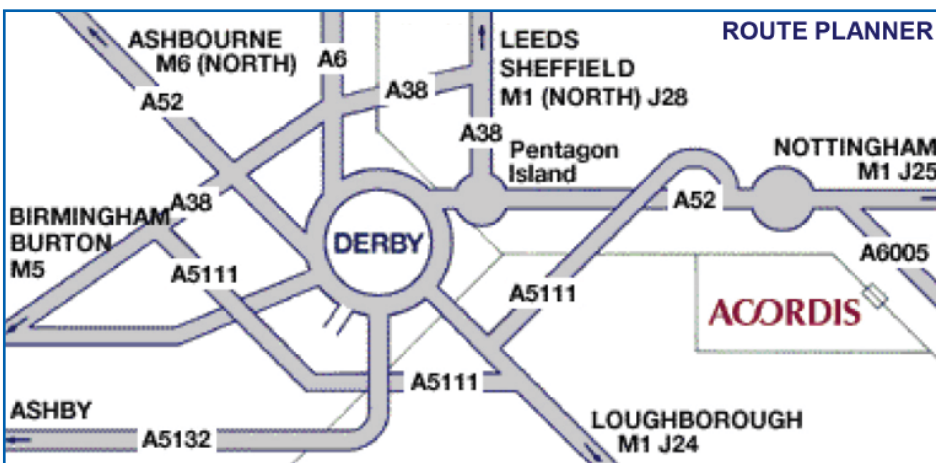 ROUTE PLANNER
ASHBOURNE
M6 (NORTH)
A6
LEEDS
SHEFFIELD
M1 (NORTH) J28
A38
A52
A38
Pentagon
Island
NOTTINGHAM
M1 J25
A52
A38
BIRMINGHAM
BURTON
M5
DERBY
A6005
A5111
A5111
ACORDIS
A5111
ASHBY
A5132
LOUGHBOROUGH
M1 J24